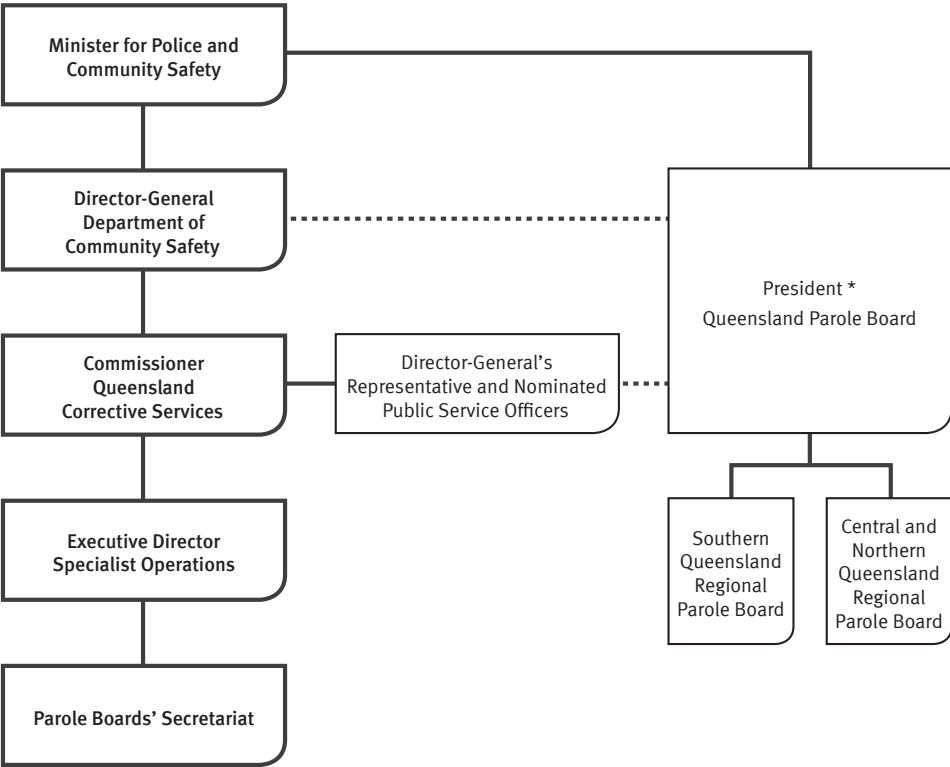 Minister for Police and
Community Safety
Director-General
Department of
Community Safety
Commissioner
Queensland
Corrective Services
Director-General’s
Representative and Nominated
Public Service Officers
President *
Queensland Parole Board
Executive Director
Specialist Operations
Southern
Queensland
Regional
Parole Board
Central and
Northern
Queensland
Regional
Parole Board
Parole Boards’ Secretariat